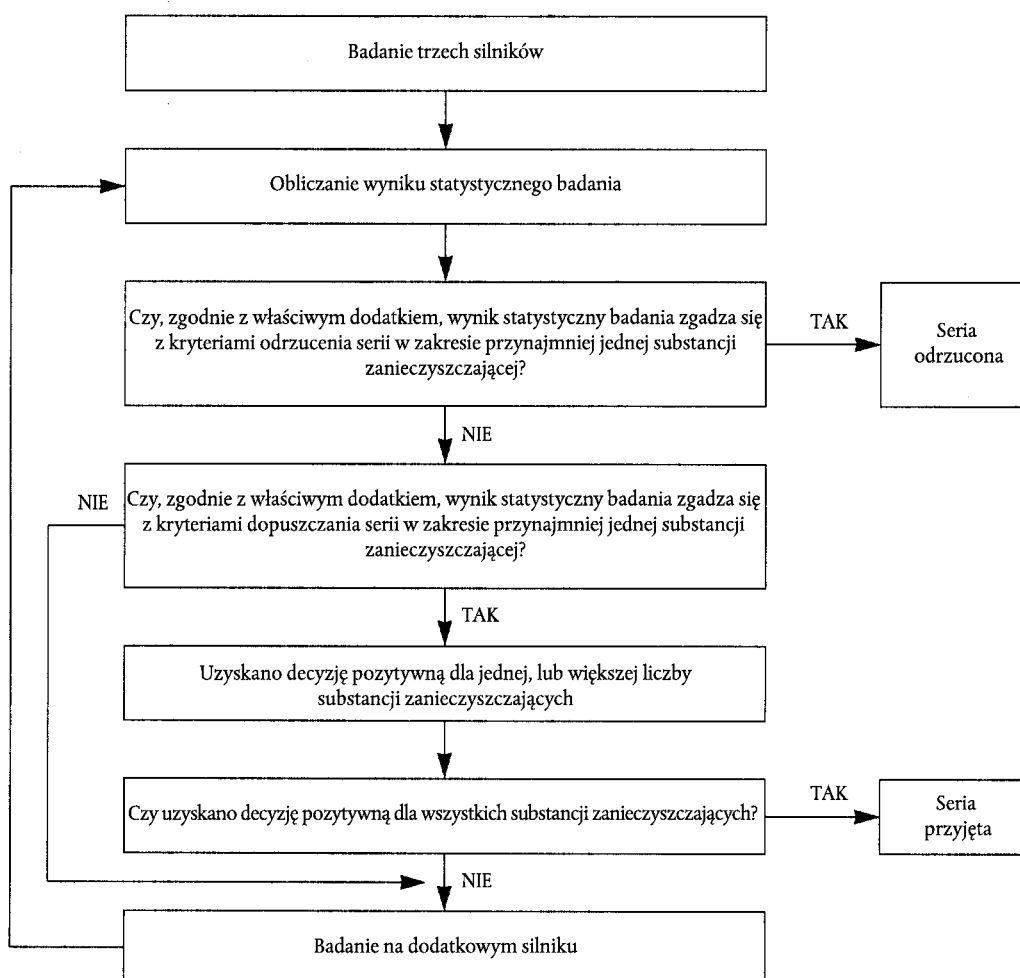 Badanie trzech silników
Obliczanie wyniku statystycznego badania
Czy, zgodnie z właściwym dodatkiem, wynik statystyczny badania zgadza się
z kryteriami odrzucenia serii w zakresie przynajmniej jednej substancji
zanieczyszczającej?
TAK
Seria
odrzucona
NIE
NIE
Czy, zgodnie z właściwym dodatkiem, wynik statystyczny badania zgadza się
z kryteriami dopuszczania serii w zakresie przynajmniej jednej substancji
zanieczyszczającej?
TAK
Uzyskano decyzję pozytywną dla jednej, lub większej liczby
substancji zanieczyszczających
Czy uzyskano decyzję pozytywną dla wszystkich substancji zanieczyszczających?
TAK
Seria
przyjęta
NIE
Badanie na dodatkowym silniku